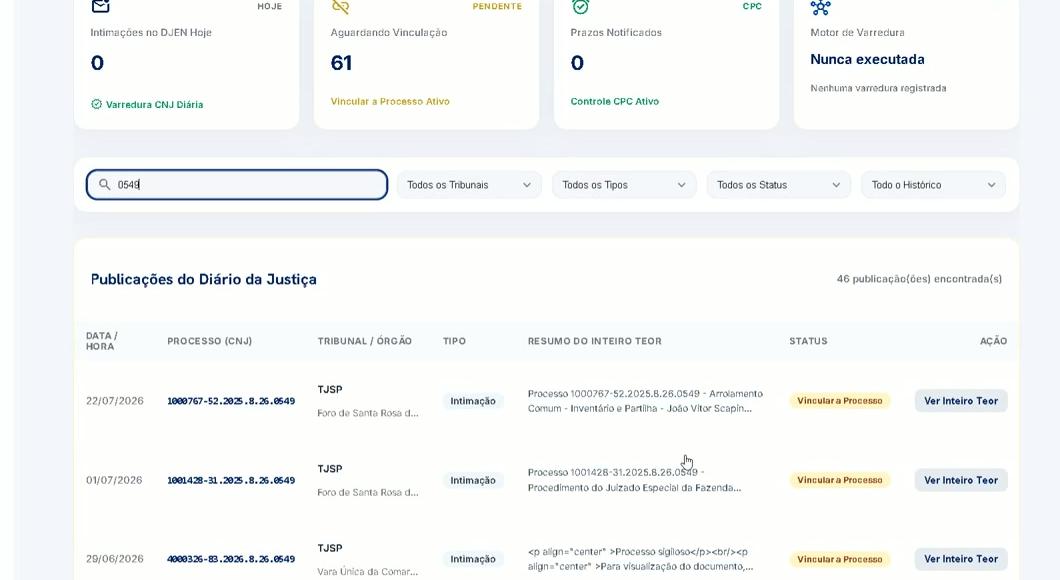 HOJE
Intimações no DJEN Hoje
0
Varredura CNJ Diária
PENDENTE
Aguardando Vinculação
61
Vincular a Processo Ativo
CPC
Prazos Notificados
0
Controle CPC Ativo
Motor de Varredura
Nunca executada
Nenhuma varredura registrada
0549
Todos os Tribunais
Todos os Tipos
Todos os Status
Todo o Histórico
Publicações do Diário da Justiça
46 publicação(ões) encontrada(s)
DATA / HORA
PROCESSO (CNJ)
TRIBUNAL / ÓRGÃO
TIPO
RESUMO DO INTEIRO TEOR
STATUS
AÇÃO
22/07/2026
1000767-52.2025.8.26.0549
TJSP
Foro de Santa Rosa d...
Intimação
Processo 1000767-52.2025.8.26.0549 - Arrolamento
Comum - Inventário e Partilha - João Vitor Scapin...
Vincular a Processo
Ver Inteiro Teor
01/07/2026
1001428-31.2025.8.26.0549
TJSP
Foro de Santa Rosa d...
Intimação
Processo 1001428-31.2025.8.26.0549 -
Procedimento do Juizado Especial da Fazenda...
Vincular a Processo
Ver Inteiro Teor
29/06/2026
4000326-83.2026.8.26.0549
TJSP
Vara Única da Comar...
Intimação
<p align="center" >Processo sigiloso</p><br/><p
align="center" >Para visualização do documento,...
Vincular a Processo
Ver Inteiro Teor